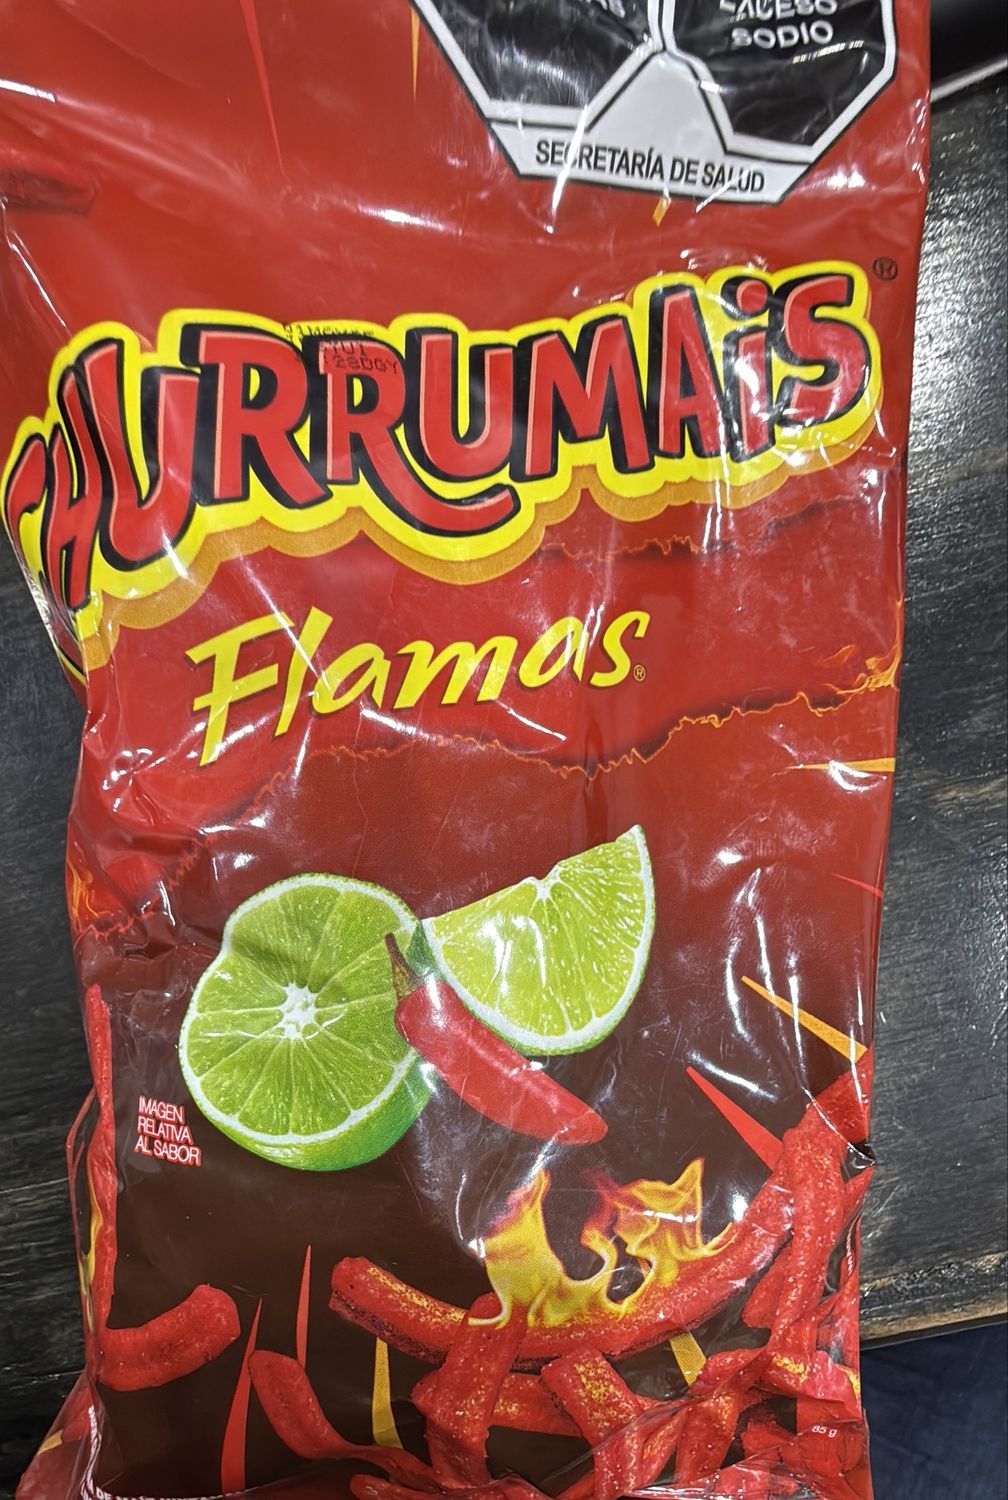 EXCESO
SODIO
SECRETARÍA DE SALUD
CHURRUMAiS®
Flamas®
IMAGEN
RELATIVA
AL SABOR
85 g